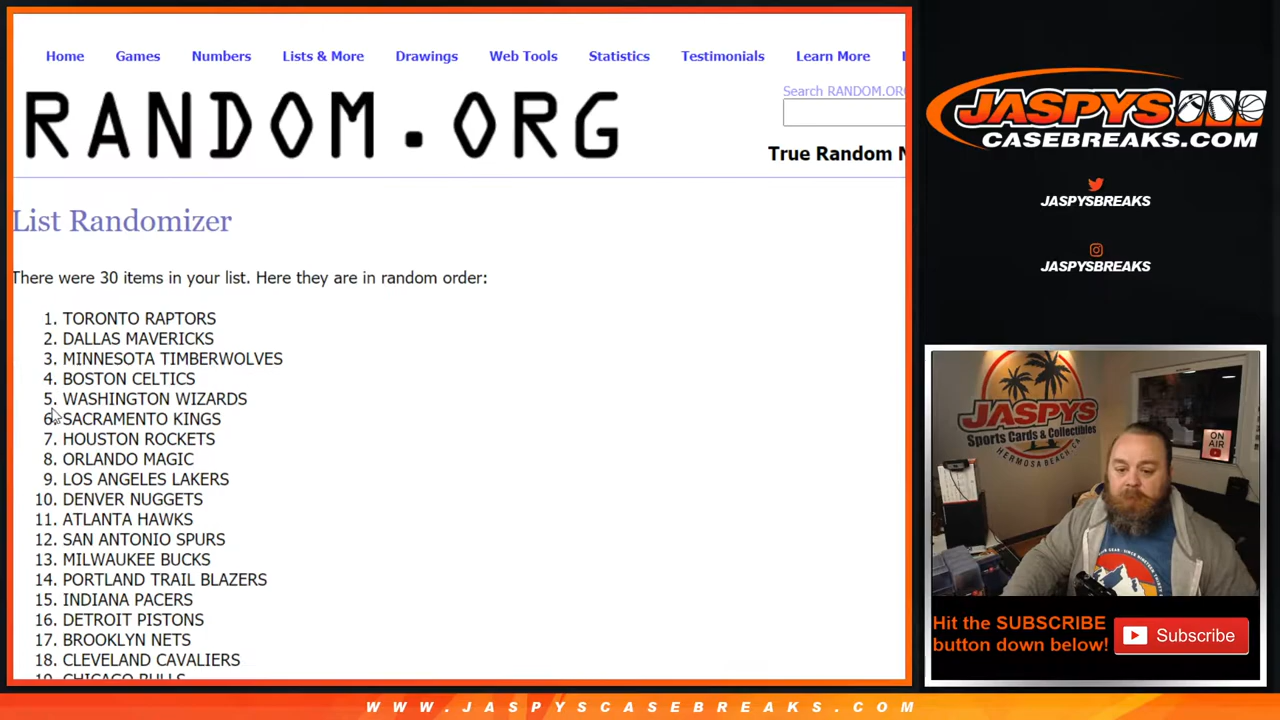 Home Games Numbers Lists & More Drawings Web Tools Statistics Testimonials Learn More
Search RANDOM.ORG
RANDOM.ORG
True Random N
List Randomizer
There were 30 items in your list. Here they are in random order:
1. TORONTO RAPTORS
2. DALLAS MAVERICKS
3. MINNESOTA TIMBERWOLVES
4. BOSTON CELTICS
5. WASHINGTON WIZARDS
6. SACRAMENTO KINGS
7. HOUSTON ROCKETS
8. ORLANDO MAGIC
9. LOS ANGELES LAKERS
10. DENVER NUGGETS
11. ATLANTA HAWKS
12. SAN ANTONIO SPURS
13. MILWAUKEE BUCKS
14. PORTLAND TRAIL BLAZERS
15. INDIANA PACERS
16. DETROIT PISTONS
17. BROOKLYN NETS
18. CLEVELAND CAVALIERS
19. CHICAGO BULLS
JASPYS
CASEBREAKS.COM
JASPYSBREAKS
JASPYSBREAKS
JASPYS
Sports Cards & Collectibles
HERMOSA BEACH, CA
ON
AIR
Hit the SUBSCRIBE
button down below!
Subscribe
WWW.JASPYSCASEBREAKS.COM